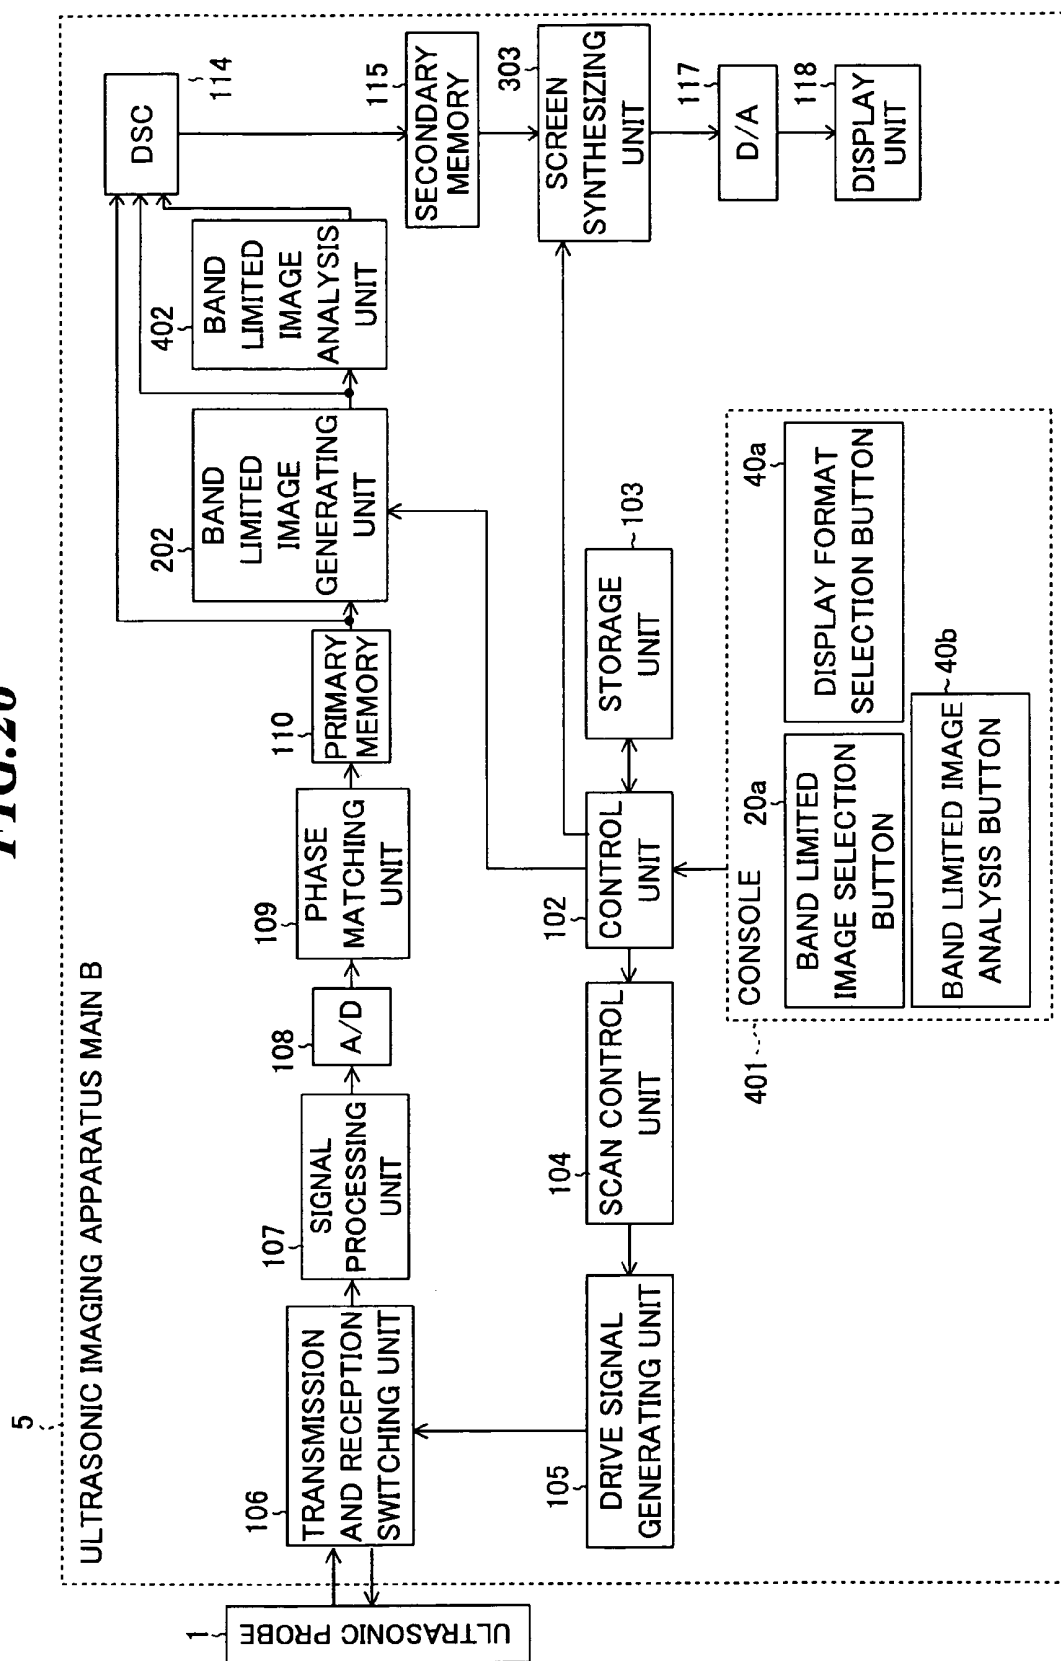 FIG.26
5
ULTRASONIC IMAGING APPARATUS MAIN B
1
ULTRASONIC PROBE
106
TRANSMISSION
AND RECEPTION
SWITCHING UNIT
107
SIGNAL
PROCESSING
UNIT
108
A/D
109
PHASE
MATCHING
UNIT
110
PRIMARY
MEMORY
202
BAND
LIMITED
IMAGE
GENERATING
UNIT
402
BAND
LIMITED
IMAGE
ANALYSIS
UNIT
DSC
114
SECONDARY
MEMORY
115
303
SCREEN
SYNTHESIZING
UNIT
117
D/A
118
DISPLAY
UNIT
105
DRIVE SIGNAL
GENERATING UNIT
104
SCAN CONTROL
UNIT
102
CONTROL
UNIT
STORAGE
UNIT
103
401
CONSOLE
20a
BAND LIMITED
IMAGE SELECTION
BUTTON
40a
DISPLAY FORMAT
SELECTION BUTTON
40b
BAND LIMITED IMAGE
ANALYSIS BUTTON